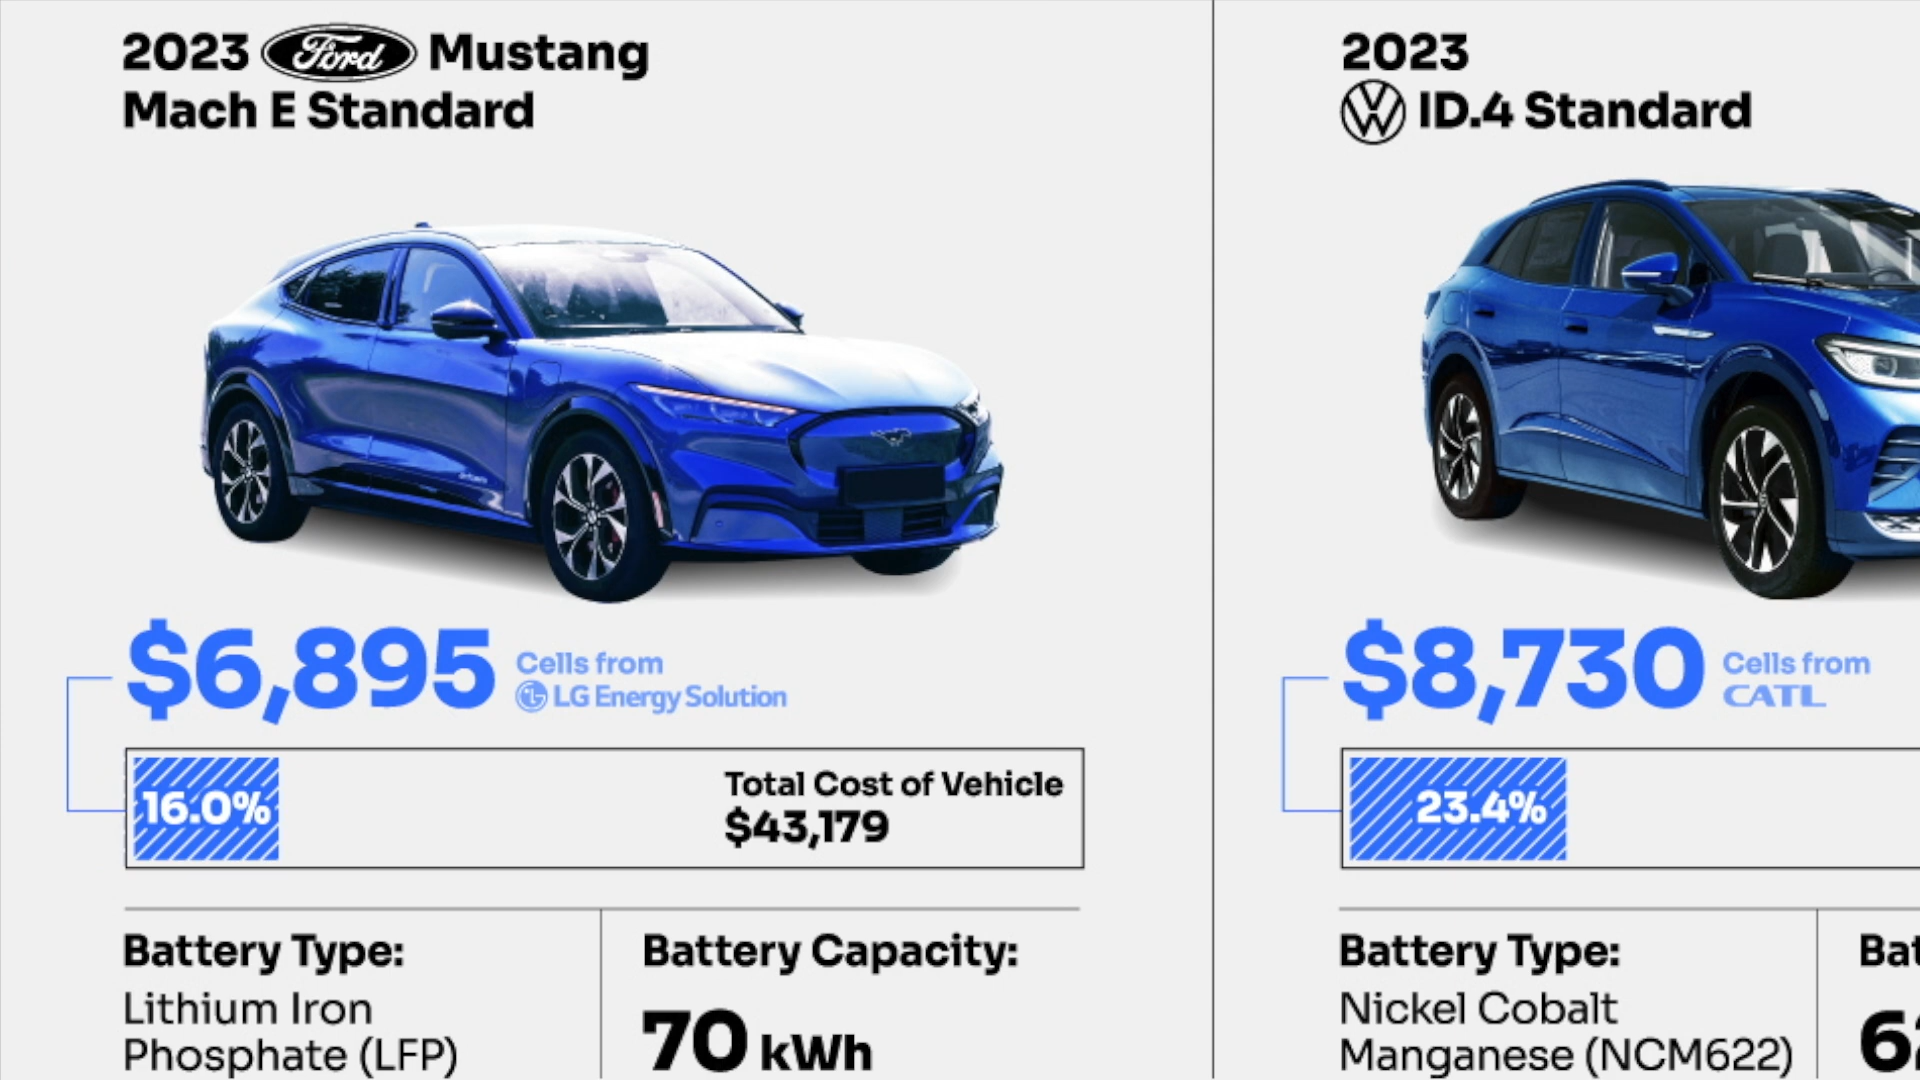 2023 Ford Mustang
Mach E Standard
$6,895
Cells from
LG Energy Solution
16.0%
Total Cost of Vehicle
$43,179
Battery Type:
Lithium Iron
Phosphate (LFP)
Battery Capacity:
70 kWh
2023
VW ID.4 Standard
$8,730
Cells from
CATL
23.4%
Battery Type:
Nickel Cobalt
Manganese (NCM622)